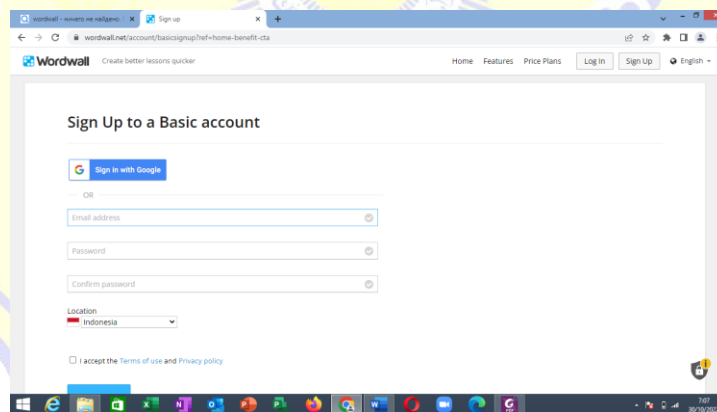 wordwall - ничего не найдено.
Sign up
wordwall.net/account/basicsignup?ref=home-benefit-cta
Wordwall Create better lessons quicker Home Features Price Plans Log In Sign Up English
Sign Up to a Basic account
Sign in with Google
OR
Email address
Password
Confirm password
Location
Indonesia
I accept the Terms of use and Privacy policy
7:07